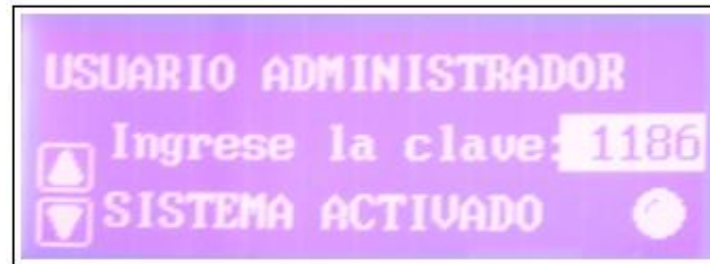 USUARIO ADMINISTRADOR
Ingrese la clave: 1186
SISTEMA ACTIVADO